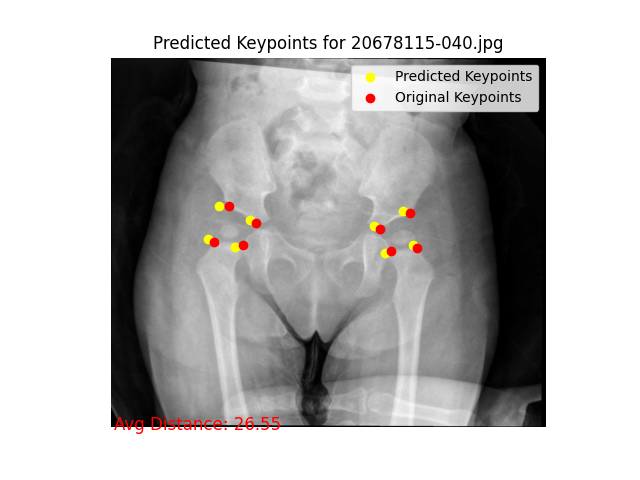 Predicted Keypoints for 20678115-040.jpg
Predicted Keypoints
Original Keypoints
Avg Distance: 26.55